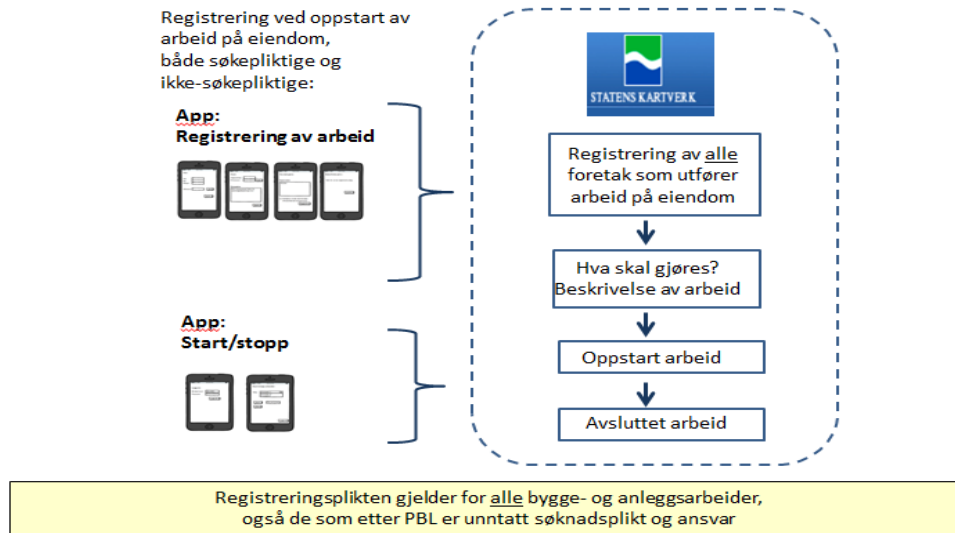 Registrering ved oppstart av
arbeid på eiendom,
både søkepliktige og
ikke-søkepliktige:
App:
Registrering av arbeid
App:
Start/stopp
STATENS KARTVERK
Registrering av alle
foretak som utfører
arbeid på eiendom
Hva skal gjøres?
Beskrivelse av arbeid
Oppstart arbeid
Avsluttet arbeid
Registreringsplikten gjelder for alle bygge- og anleggsarbeider,
også de som etter PBL er unntatt søknadsplikt og ansvar